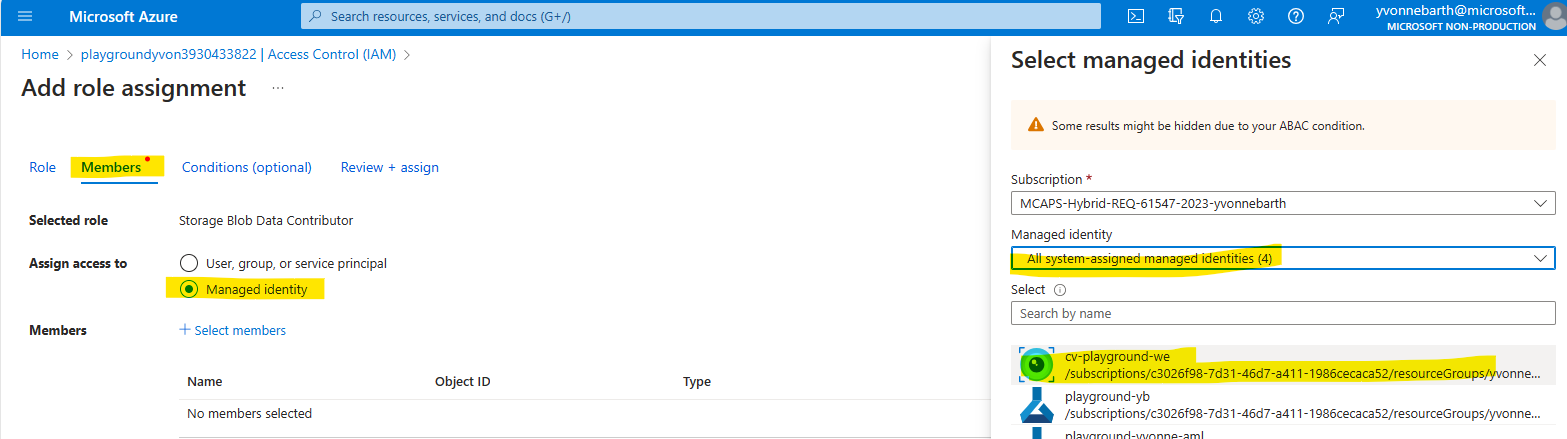 Microsoft Azure
Search resources, services, and docs (G+/)
yvonnebarth@microsoft...
MICROSOFT NON-PRODUCTION
Home > playgroundyvon3930433822 | Access Control (IAM) >
Add role assignment ...
Role Members Conditions (optional) Review + assign
Selected role Storage Blob Data Contributor
Assign access to User, group, or service principal
Managed identity
Members + Select members
Name Object ID Type
No members selected
Select managed identities
Some results might be hidden due to your ABAC condition.
Subscription *
MCAPS-Hybrid-REQ-61547-2023-yvonnebarth
Managed identity
All system-assigned managed identities (4)
Select
Search by name
cv-playground-we
/subscriptions/c3026f98-7d31-46d7-a411-1986cecaca52/resourceGroups/yvonne...
playground-yb
/subscriptions/c3026f98-7d31-46d7-a411-1986cecaca52/resourceGroups/yvonne...
playground-yvonne-aml